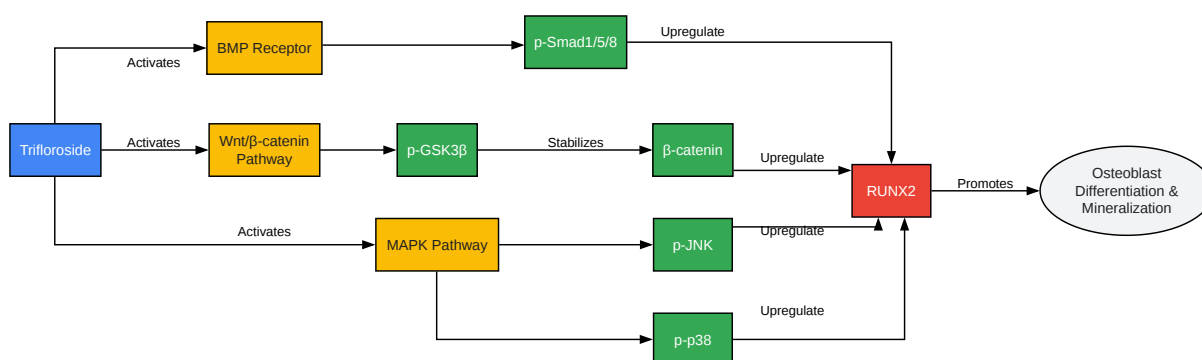 Upregulate
BMP Receptor
p-Smad1/5/8
Activates
Trifloroside
Activates
Wnt/β-catenin
Pathway
p-GSK3β
Stabilizes
β-catenin
Upregulate
RUNX2
Promotes
Osteoblast
Differentiation &
Mineralization
Activates
MAPK Pathway
p-JNK
Upregulate
Upregulate
p-p38